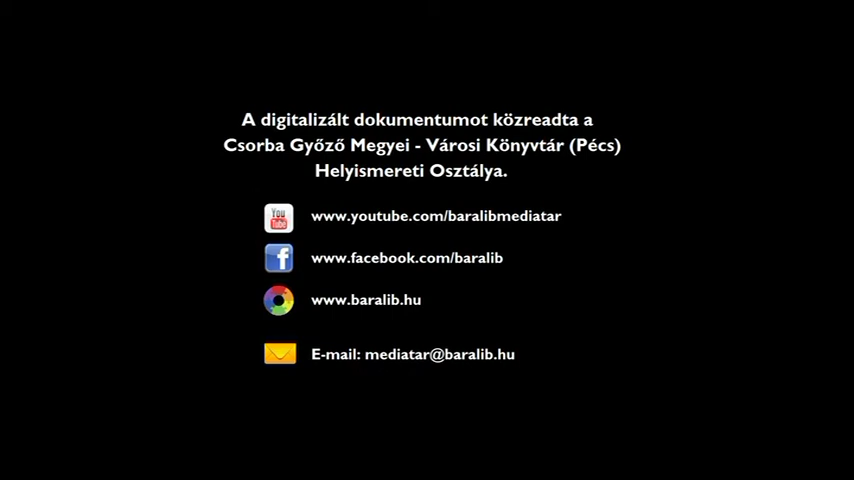 A digitalizált dokumentumot közreadta a
Csorba Győző Megyei - Városi Könyvtár (Pécs)
Helyismereti Osztálya.
You Tube www.youtube.com/baralibmediatar
f www.facebook.com/baralib
www.baralib.hu
E-mail: mediatar@baralib.hu